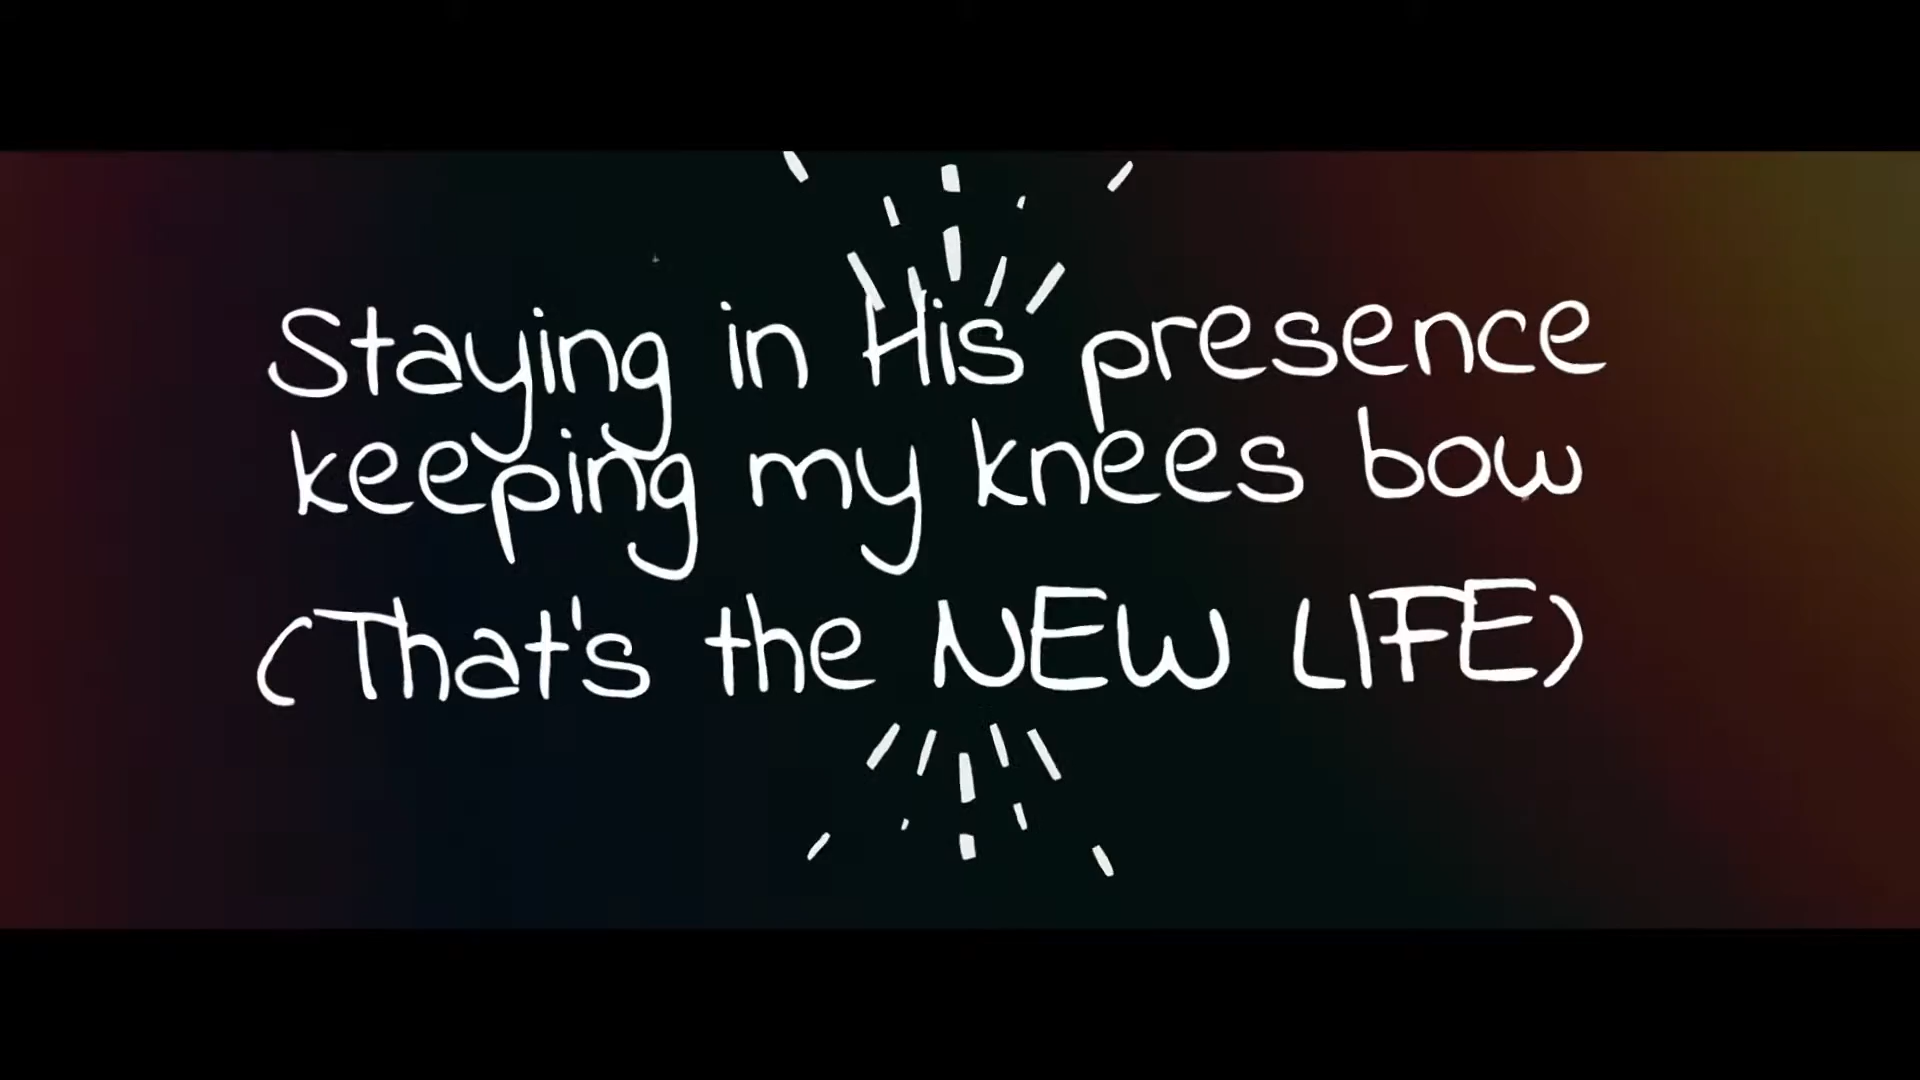 Staying in His presence
keeping my knees bow
(That's the NEW LIFE)